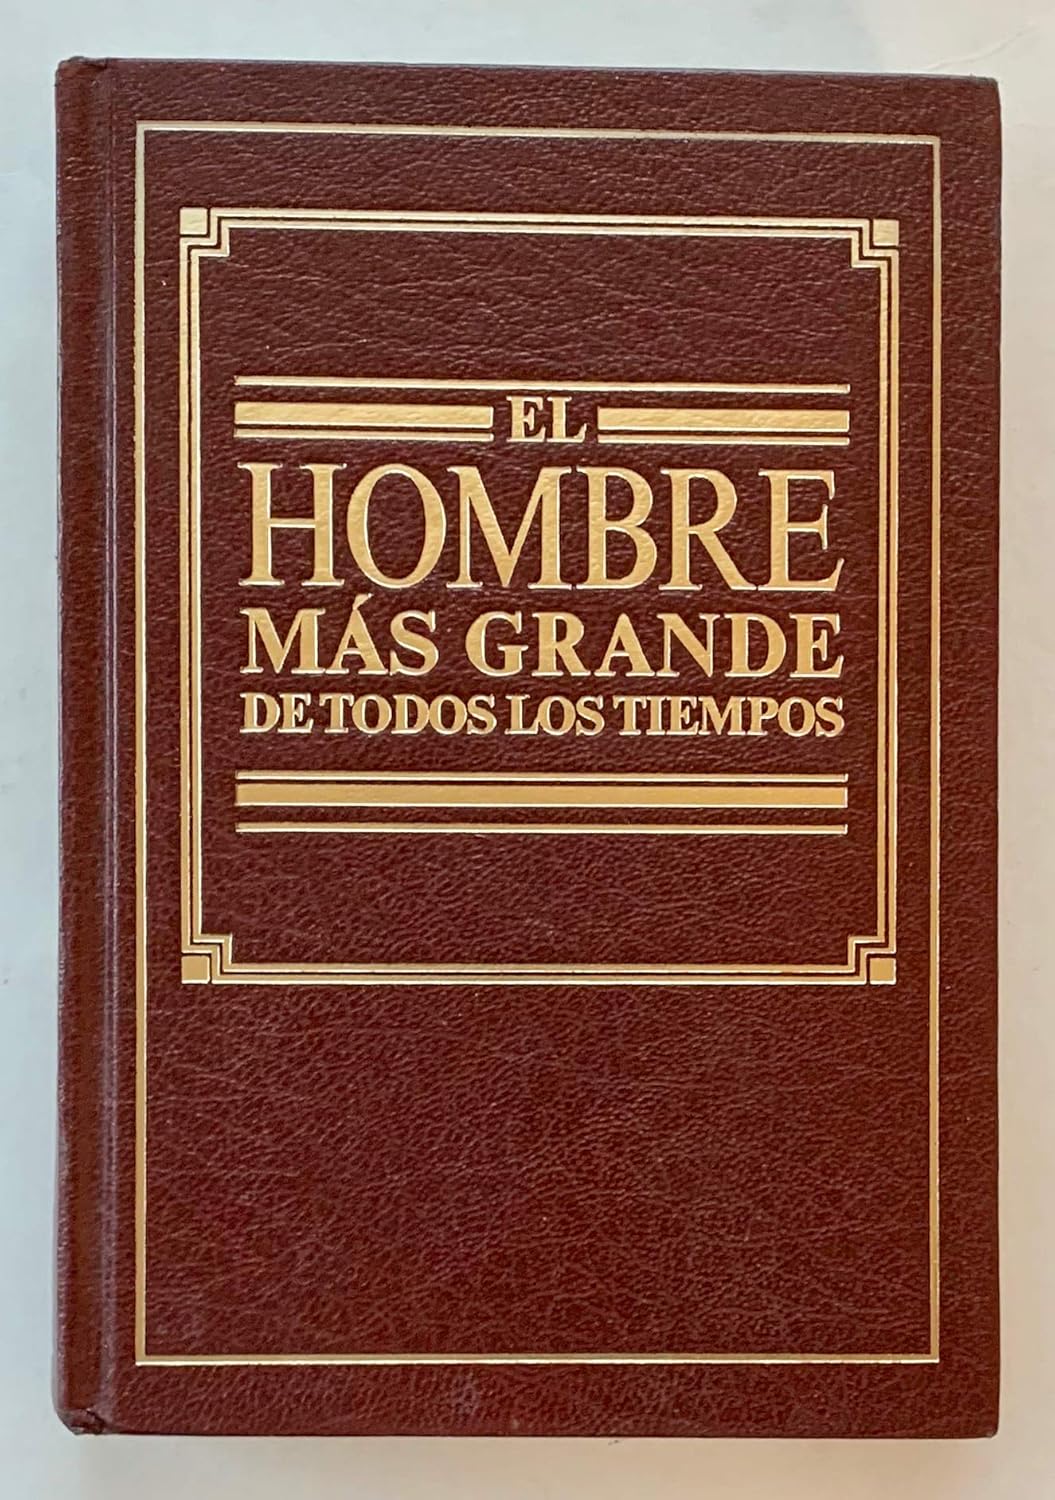 EL
HOMBRE
MÁS GRANDE
DE TODOS LOS TIEMPOS